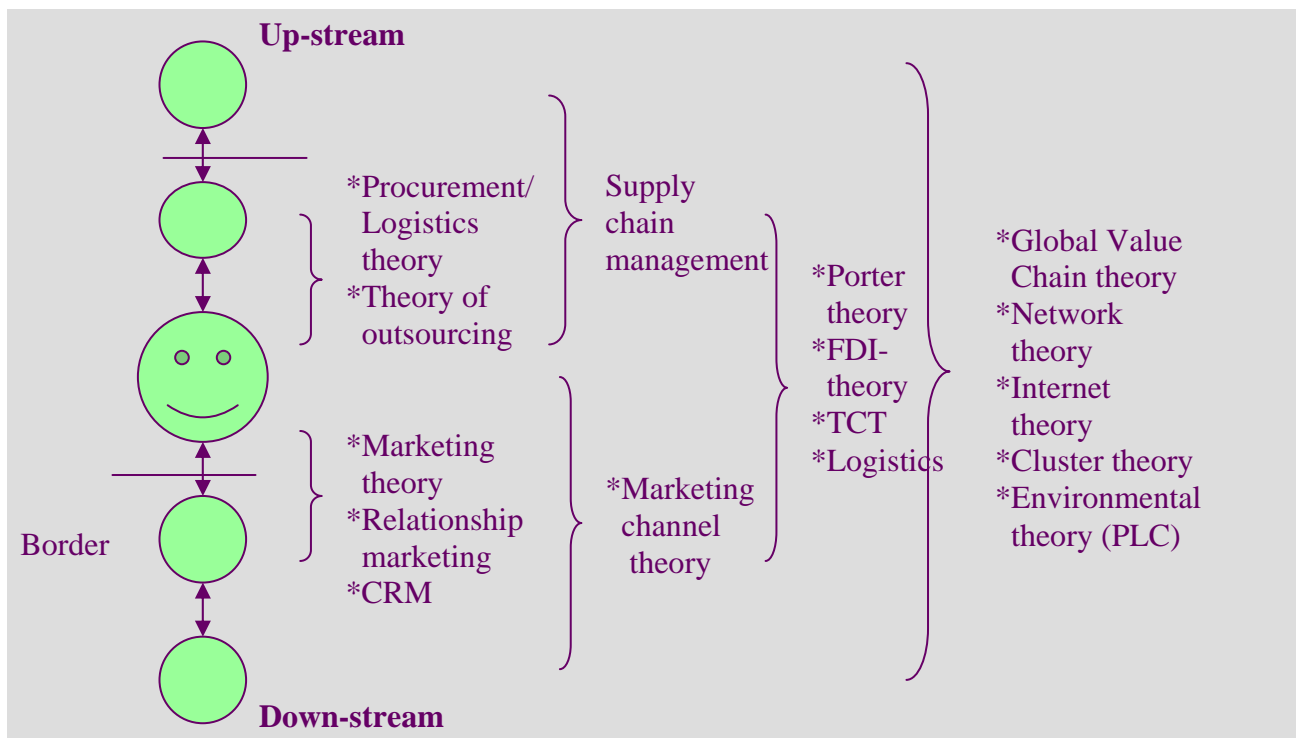 Up-stream
*Procurement/
Logistics
theory
*Theory of
outsourcing
Supply
chain
management
*Marketing
theory
*Relationship
marketing
*CRM
*Marketing
channel
theory
*Porter
theory
*FDI-
theory
*TCT
*Logistics
*Global Value
Chain theory
*Network
theory
*Internet
theory
*Cluster theory
*Environmental
theory (PLC)
Border
Down-stream